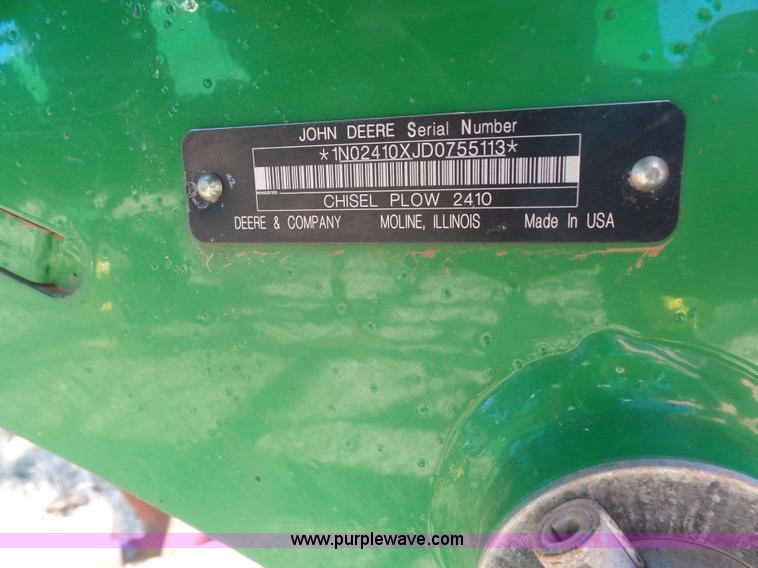 JOHN DEERE Serial Number
*1N02410XJD0755113*
CHISEL PLOW 2410
DEERE & COMPANY MOLINE, ILLINOIS Made In USA
www.purplewave.com